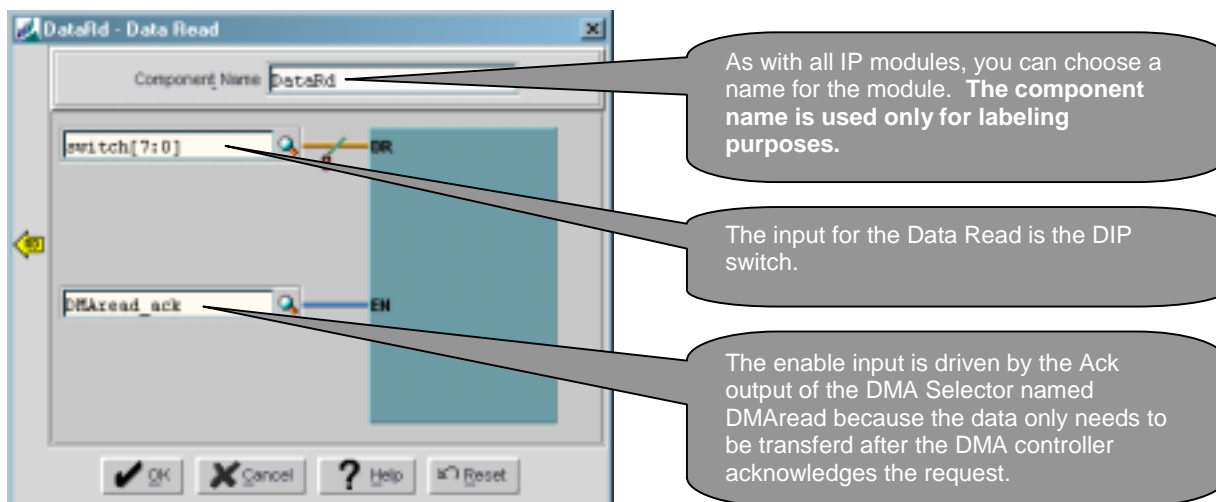 DataRd - Data Read
Component Name DataRd
As with all IP modules, you can choose a
name for the module. The component
name is used only for labeling
purposes.
switch[7:0]
DR
The input for the Data Read is the DIP
switch.
DMAread_ack
EN
The enable input is driven by the Ack
output of the DMA Selector named
DMAread because the data only needs to
be transferd after the DMA controller
acknowledges the request.
OK Cancel ? Help Reset